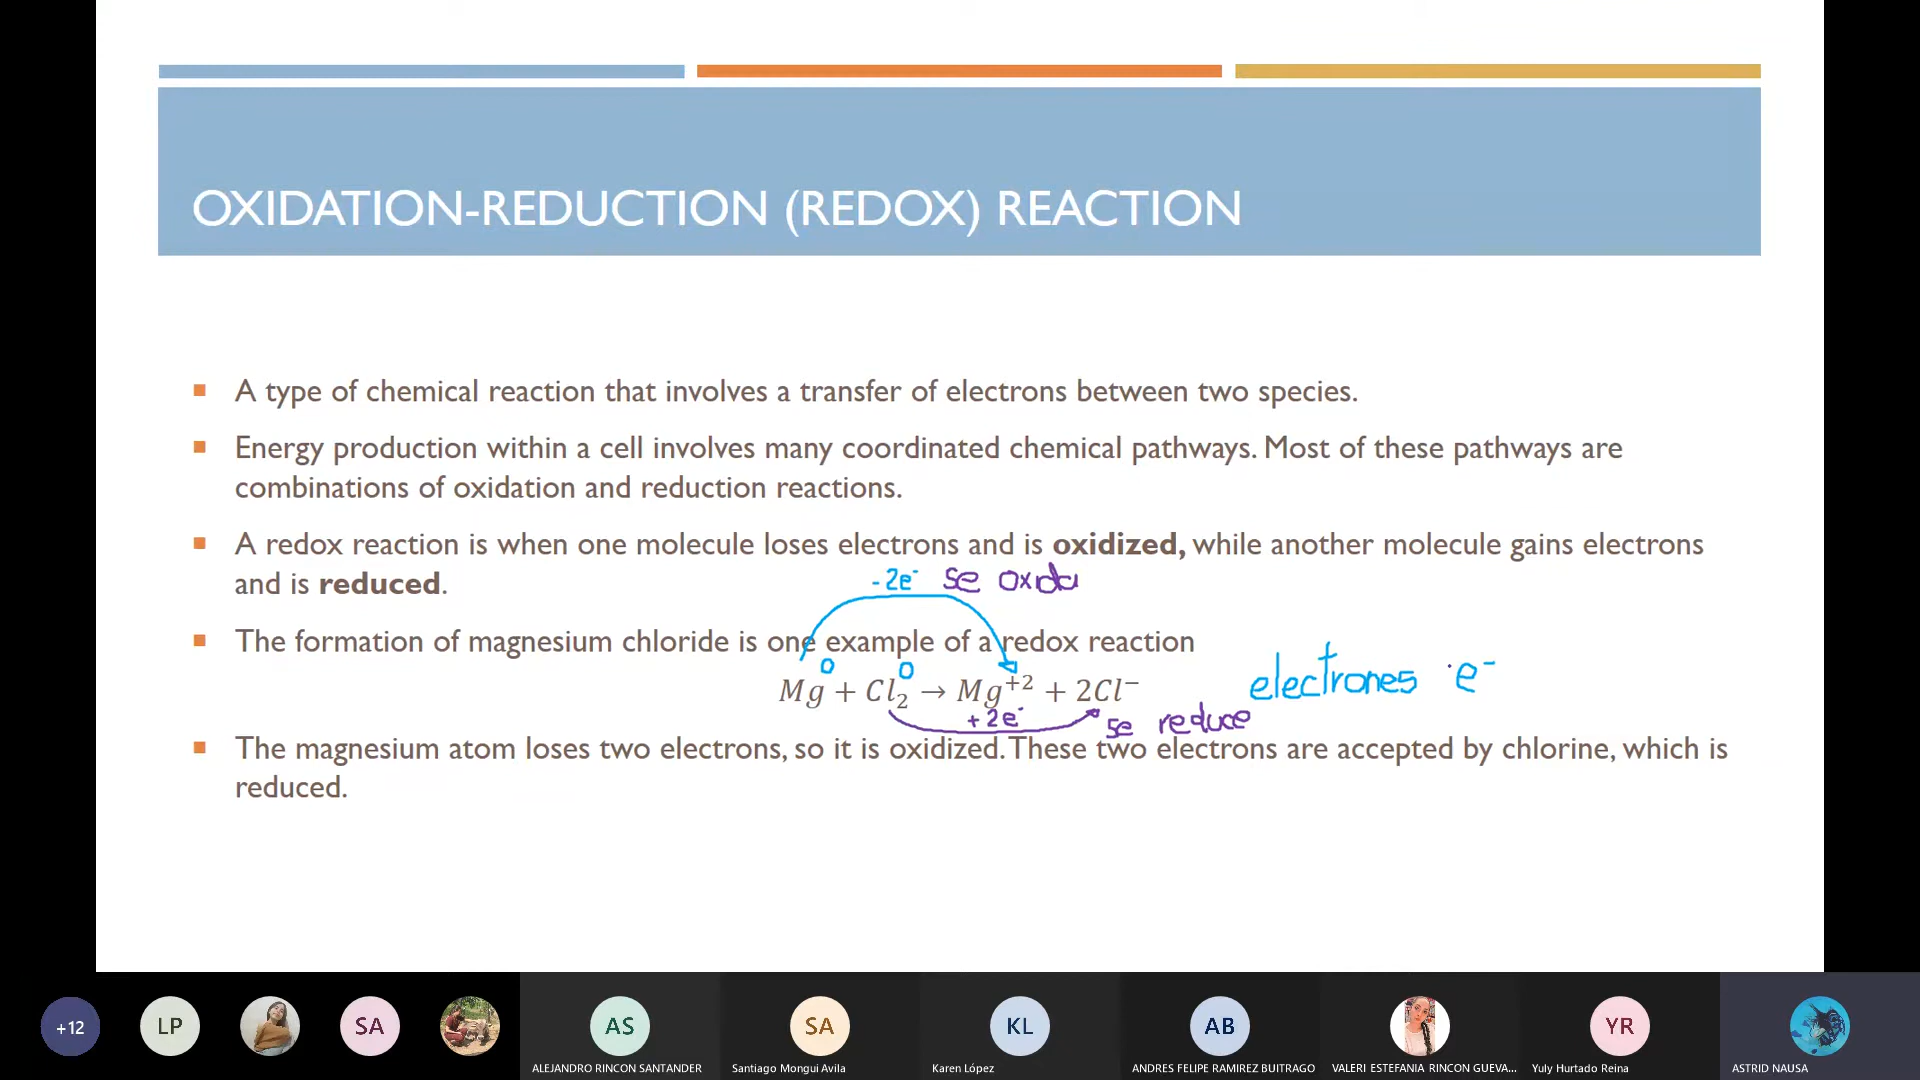 OXIDATION-REDUCTION (REDOX) REACTION
A type of chemical reaction that involves a transfer of electrons between two species.
Energy production within a cell involves many coordinated chemical pathways. Most of these pathways are
combinations of oxidation and reduction reactions.
A redox reaction is when one molecule loses electrons and is oxidized, while another molecule gains electrons
and is reduced.
-2e⁻ se oxida
The formation of magnesium chloride is one example of a redox reaction
0 0
Mg + Cl₂ → Mg⁺² + 2Cl⁻
electrones e⁻
+2e⁻ se reduce
The magnesium atom loses two electrons, so it is oxidized. These two electrons are accepted by chlorine, which is
reduced.
+12
LP
SA
AS
SA
KL
AB
YR
ALEJANDRO RINCON SANTANDER
Santiago Mongui Avila
Karen López
ANDRES FELIPE RAMIREZ BUITRAGO
VALERI ESTEFANIA RINCON GUEVA...
Yuly Hurtado Reina
ASTRID NAUSA